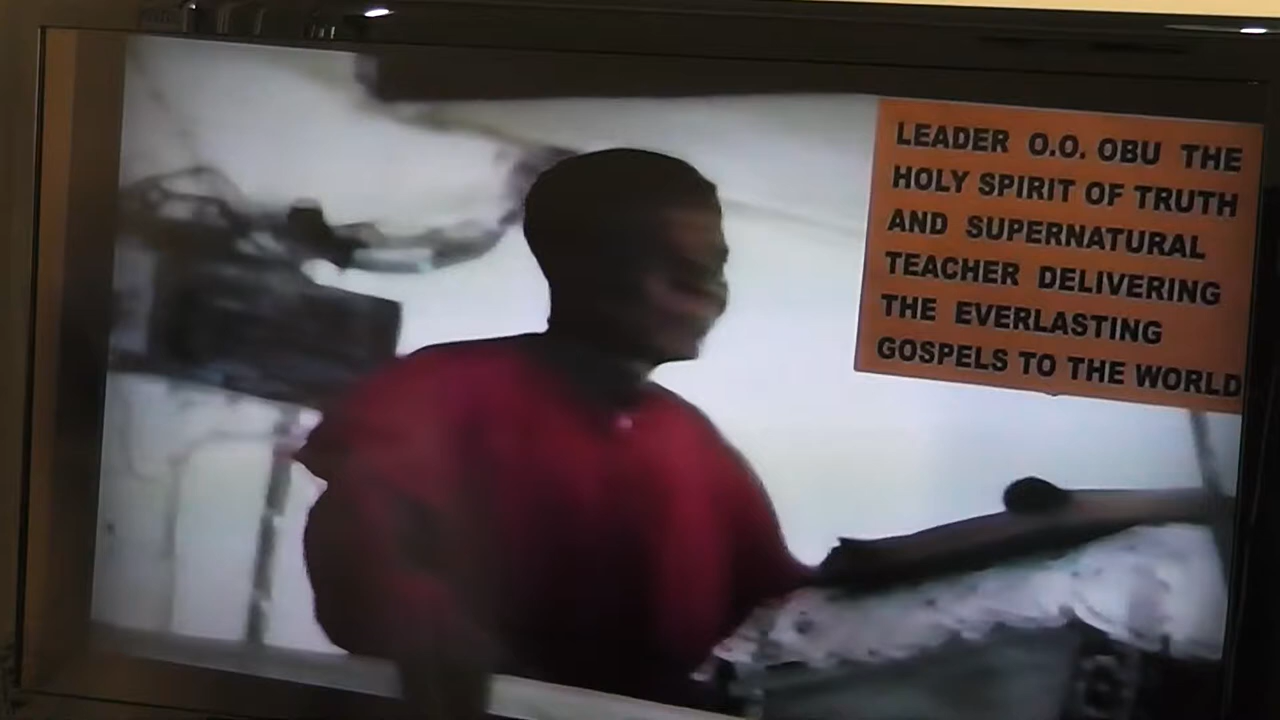 LEADER O.O. OBU THE
HOLY SPIRIT OF TRUTH
AND SUPERNATURAL
TEACHER DELIVERING
THE EVERLASTING
GOSPELS TO THE WORLD